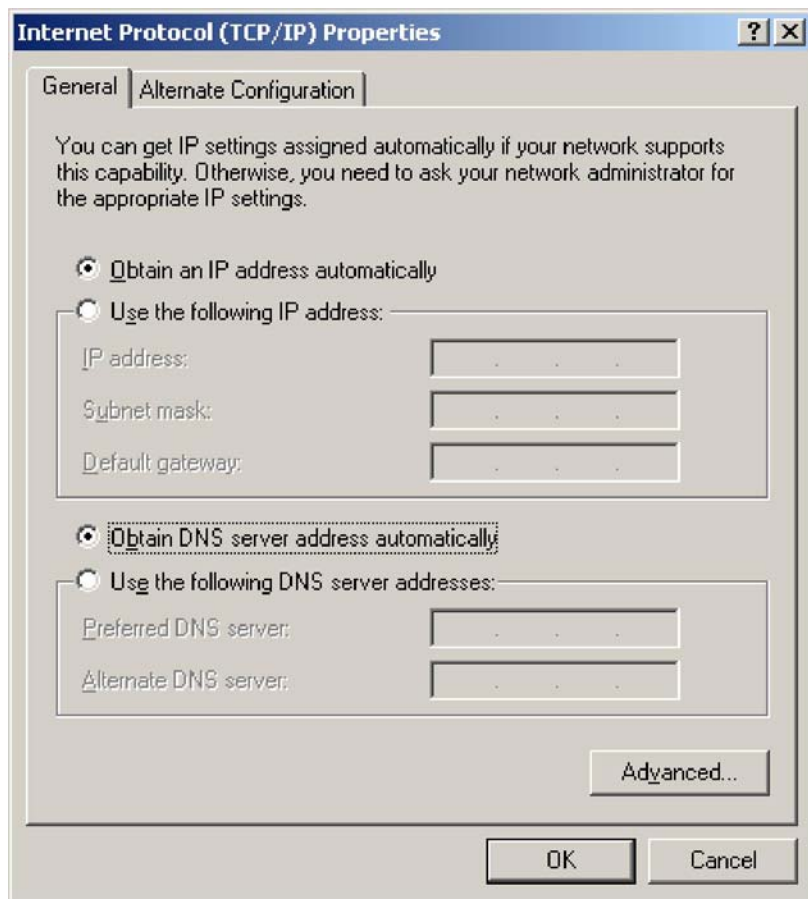 Internet Protocol (TCP/IP) Properties
General
Alternate Configuration
You can get IP settings assigned automatically if your network supports
this capability. Otherwise, you need to ask your network administrator for
the appropriate IP settings.
Obtain an IP address automatically
Use the following IP address:
IP address:
Subnet mask:
Default gateway:
Obtain DNS server address automatically
Use the following DNS server addresses:
Preferred DNS server:
Alternate DNS server:
Advanced...
OK
Cancel